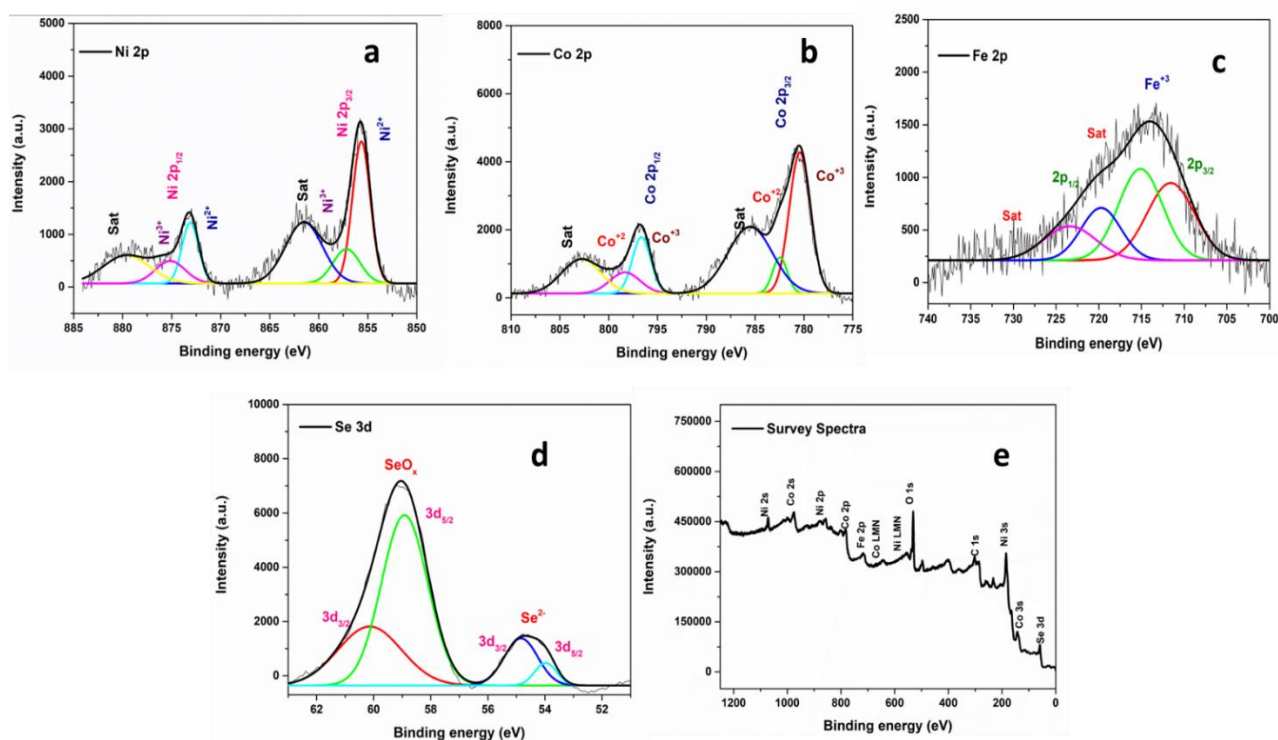 a
Ni 2p
Intensity (a.u.)
5000
4000
3000
2000
1000
0
Sat
Ni³⁺
Ni 2p₁/₂
Ni²⁺
Sat
Ni³⁺
Ni 2p₃/₂
Ni²⁺
885 880 875 870 865 860 855 850
Binding energy (eV)
b
Co 2p
Intensity (a.u.)
8000
6000
4000
2000
0
Sat
Co⁺²
Co 2p₁/₂
Co⁺³
Sat
Co⁺²
Co 2p₃/₂
Co⁺³
810 805 800 795 790 785 780 775
Binding energy (eV)
c
Fe 2p
Intensity (a.u.)
2500
2000
1500
1000
500
0
Sat
2p₁/₂
Sat
Fe⁺³
2p₃/₂
740 735 730 725 720 715 710 705 700
Binding energy (eV)
d
Se 3d
Intensity (a.u.)
10000
8000
6000
4000
2000
0
SeOₓ
3d₃/₂
3d₅/₂
Se²⁻
3d₃/₂
3d₅/₂
62 60 58 56 54 52
Binding energy (eV)
e
Survey Spectra
Intensity (a.u.)
750000
600000
450000
300000
150000
0
Ni 2s
Co 2s
Ni 2p
Co 2p
Fe 2p
Co LMN
Ni LMN
O 1s
C 1s
Ni 3s
Co 3s
Se 3d
1200 1000 800 600 400 200 0
Binding energy (eV)